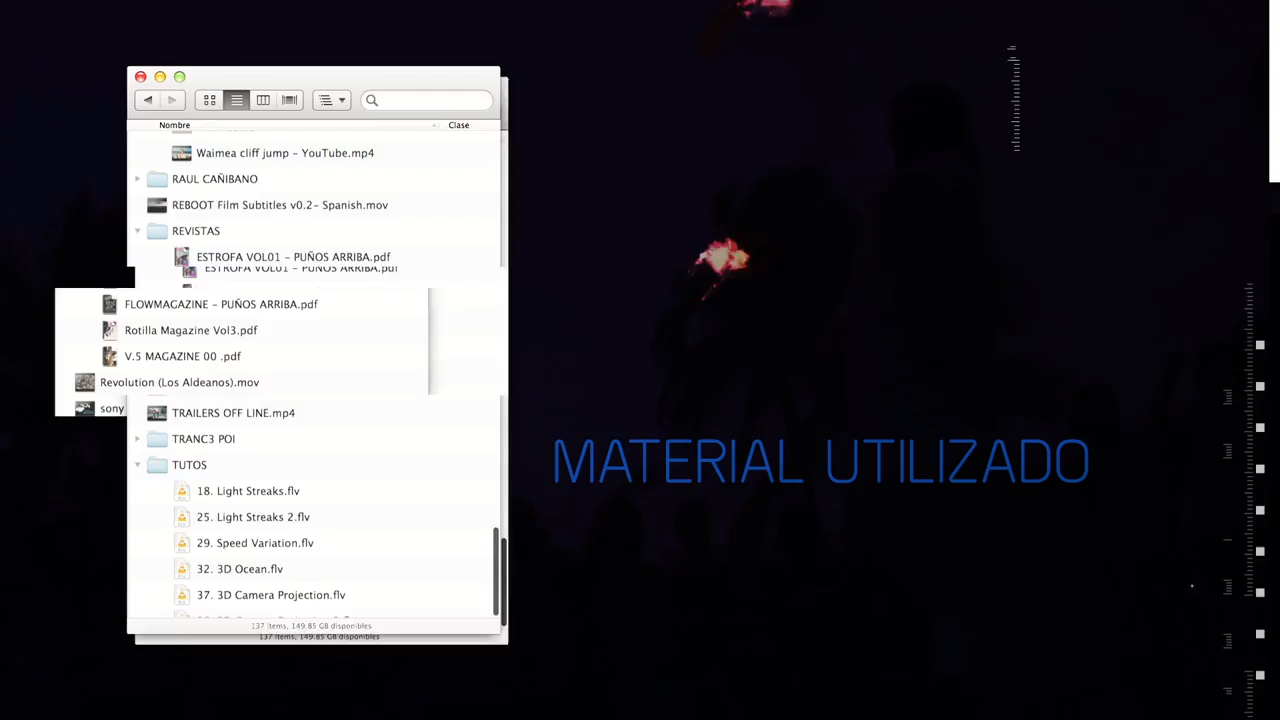 Nombre
Clase
Waimea cliff jump – YouTube.mp4
RAUL CAÑIBANO
REBOOT Film Subtitles v0.2– Spanish.mov
REVISTAS
ESTROFA VOL01 – PUÑOS ARRIBA.pdf
ESTROFA VOL01 – PUÑOS ARRIBA.pdf
FLOWMAGAZINE – PUÑOS ARRIBA.pdf
Rotilla Magazine Vol3.pdf
V.5 MAGAZINE 00 .pdf
Revolution (Los Aldeanos).mov
sony
TRAILERS OFF LINE.mp4
TRANC3 POI
TUTOS
18. Light Streaks.flv
25. Light Streaks 2.flv
29. Speed Variation.flv
32. 3D Ocean.flv
37. 3D Camera Projection.flv
137 items, 149.85 GB disponibles
137 items, 149.85 GB disponibles
MATERIAL UTILIZADO